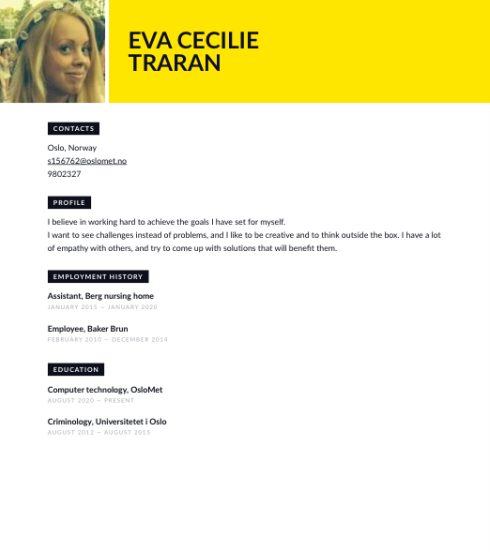 EVA CECILIE
TRARAN
CONTACTS
Oslo, Norway
s156762@oslomet.no
9802327
PROFILE
I believe in working hard to achieve the goals I have set for myself.
I want to see challenges instead of problems, and I like to be creative and to think outside the box. I have a lot
of empathy with others, and try to come up with solutions that will benefit them.
EMPLOYMENT HISTORY
Assistant, Berg nursing home
JANUARY 2015 — JANUARY 2020
Employee, Baker Brun
FEBRUARY 2010 — DECEMBER 2014
EDUCATION
Computer technology, OsloMet
AUGUST 2020 — PRESENT
Criminology, Universitetet i Oslo
AUGUST 2012 — AUGUST 2015